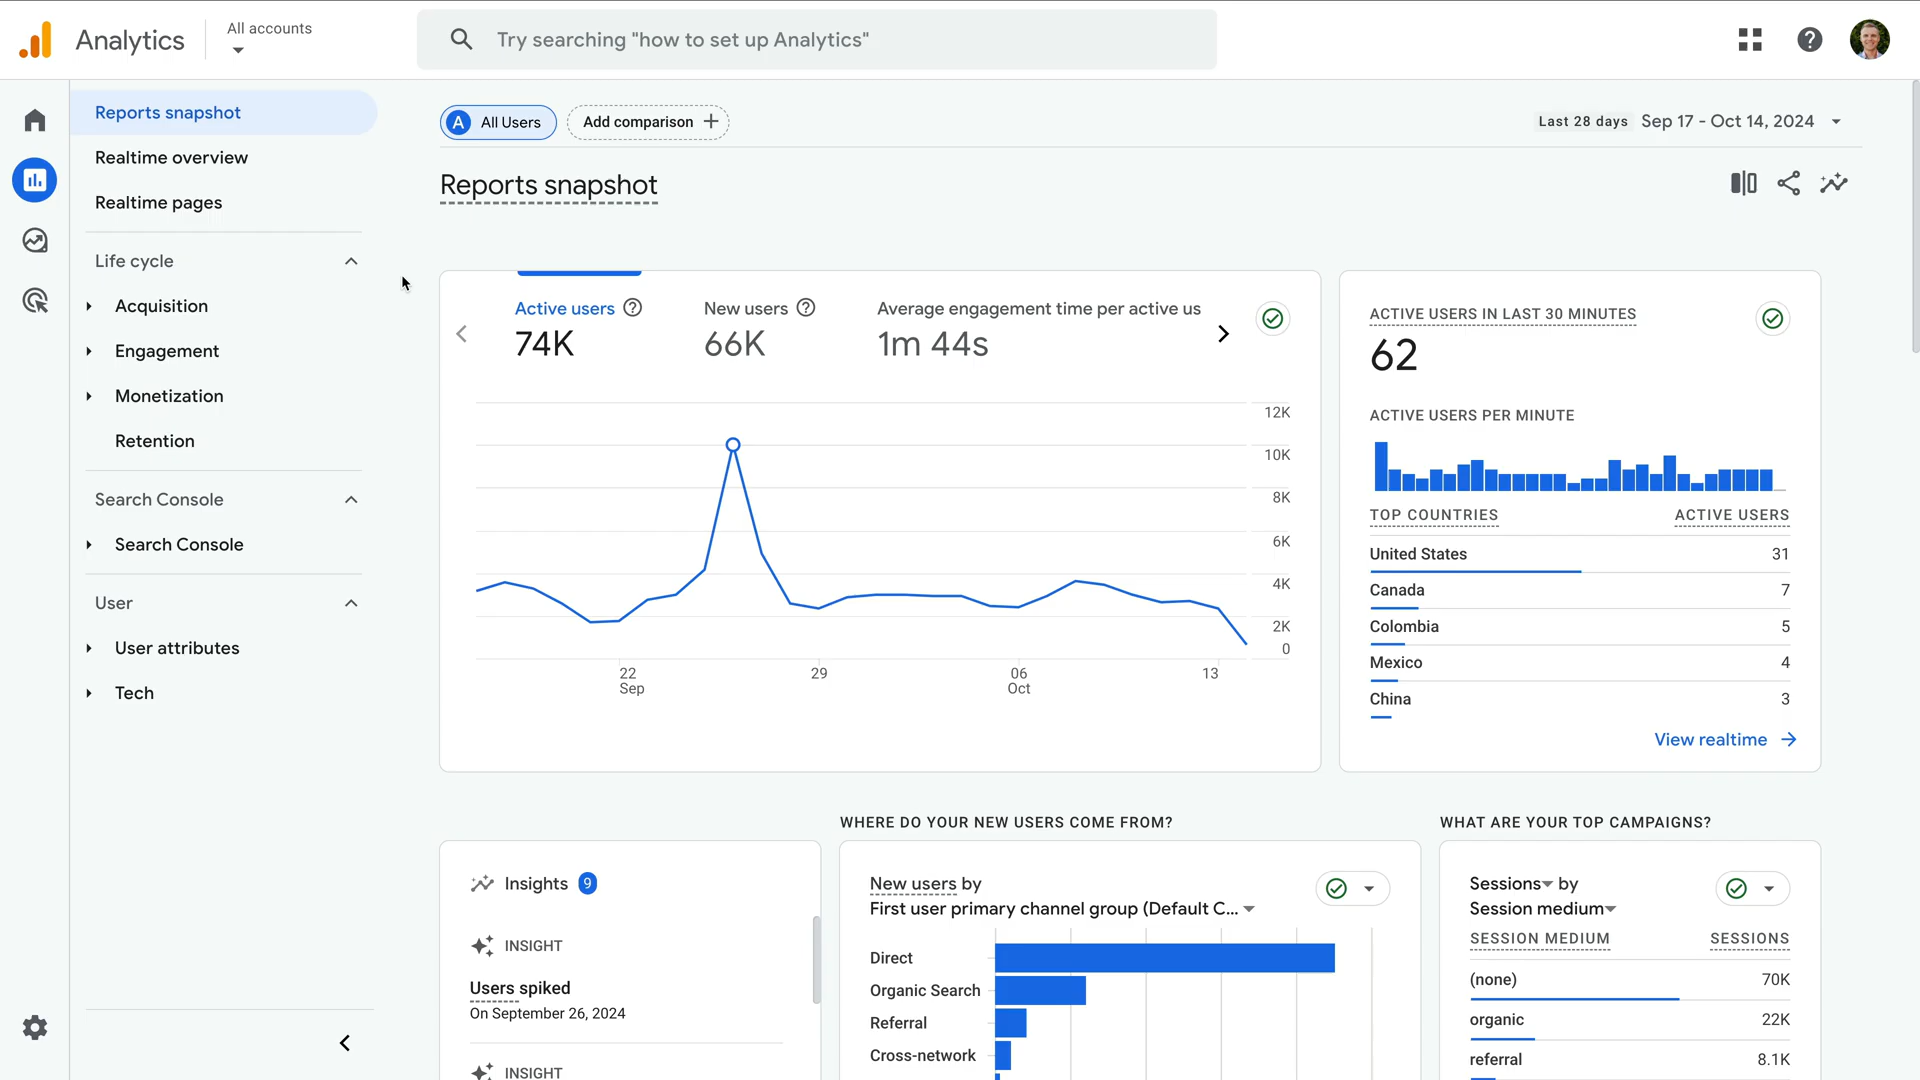 Analytics
All accounts
Try searching "how to set up Analytics"
Reports snapshot
Realtime overview
Realtime pages
Life cycle
Acquisition
Engagement
Monetization
Retention
Search Console
Search Console
User
User attributes
Tech
A All Users
Add comparison
Last 28 days Sep 17 - Oct 14, 2024
Reports snapshot
Active users
74K
New users
66K
Average engagement time per active us
1m 44s
12K
10K
8K
6K
4K
2K
0
22
Sep
29
06
Oct
13
ACTIVE USERS IN LAST 30 MINUTES
62
ACTIVE USERS PER MINUTE
TOP COUNTRIES ACTIVE USERS
United States 31
Canada 7
Colombia 5
Mexico 4
China 3
View realtime
Insights 9
INSIGHT
Users spiked
On September 26, 2024
INSIGHT
WHERE DO YOUR NEW USERS COME FROM?
New users by
First user primary channel group (Default C...
Direct
Organic Search
Referral
Cross-network
WHAT ARE YOUR TOP CAMPAIGNS?
Sessions by
Session medium
SESSION MEDIUM SESSIONS
(none) 70K
organic 22K
referral 8.1K